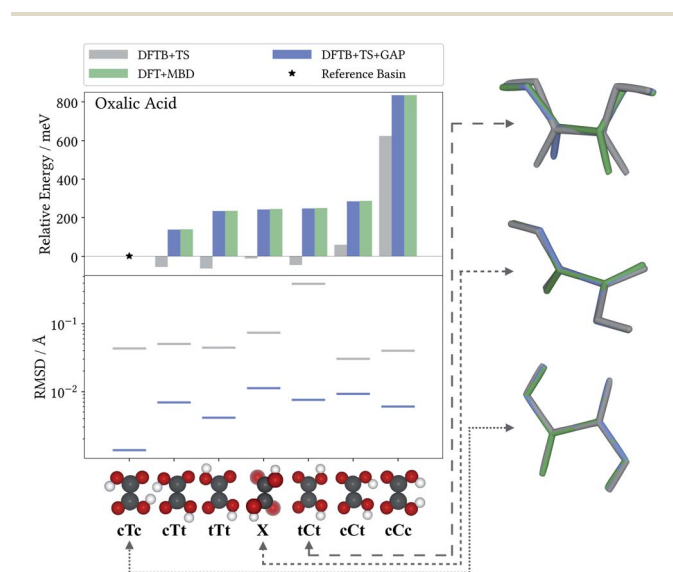 DFTB+TS
DFT+MBD
DFTB+TS+GAP
Reference Basin
Oxalic Acid
Relative Energy / meV
800
600
400
200
0
RMSD / Å
10⁻¹
10⁻²
cTc cTt tTt X tCt cCt cCc